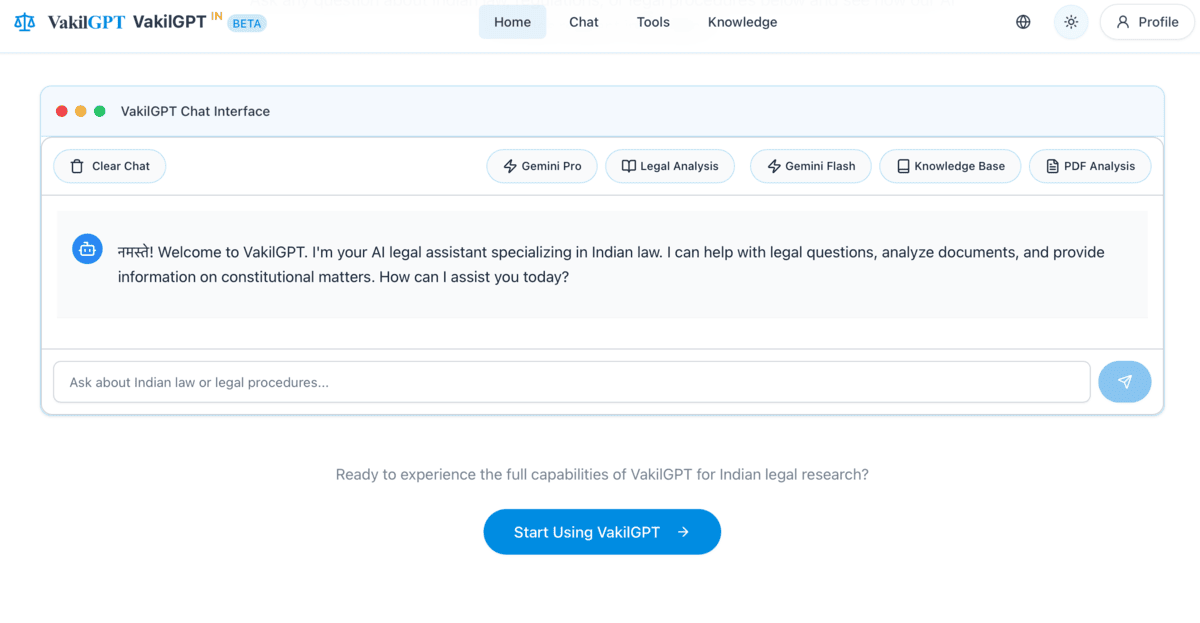 VakilGPT VakilGPT IN BETA Home Chat Tools Knowledge Profile
VakilGPT Chat Interface
Clear Chat Gemini Pro Legal Analysis Gemini Flash Knowledge Base PDF Analysis
नमस्ते! Welcome to VakilGPT. I'm your AI legal assistant specializing in Indian law. I can help with legal questions, analyze documents, and provide
information on constitutional matters. How can I assist you today?
Ask about Indian law or legal procedures...
Ready to experience the full capabilities of VakilGPT for Indian legal research?
Start Using VakilGPT